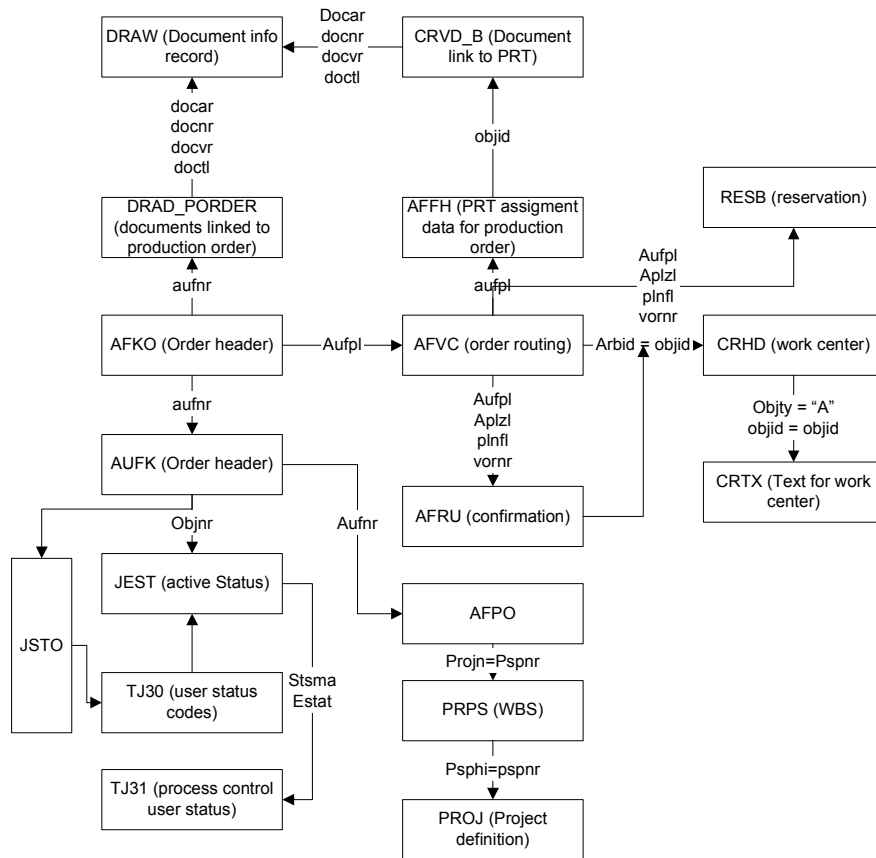 DRAW (Document info
record)
Docar
docnr
docvr
doctl
CRVD_B (Document
link to PRT)
docar
docnr
docvr
doctl
objid
DRAD_PORDER
(documents linked to
production order)
AFFH (PRT assigment
data for production
order)
RESB (reservation)
aufnr
aufpl
Aufpl
Aplzl
plnfl
vornr
AFKO (Order header)
Aufpl
AFVC (order routing)
Arbid = objid
CRHD (work center)
aufnr
Aufpl
Aplzl
plnfl
vornr
Objty = “A”
objid = objid
AUFK (Order header)
AFRU (confirmation)
CRTX (Text for work
center)
Objnr
Aufnr
JSTO
JEST (active Status)
AFPO
Stsma
Estat
Projn=Pspnr
TJ30 (user status
codes)
PRPS (WBS)
Psphi=pspnr
TJ31 (process control
user status)
PROJ (Project
definition)